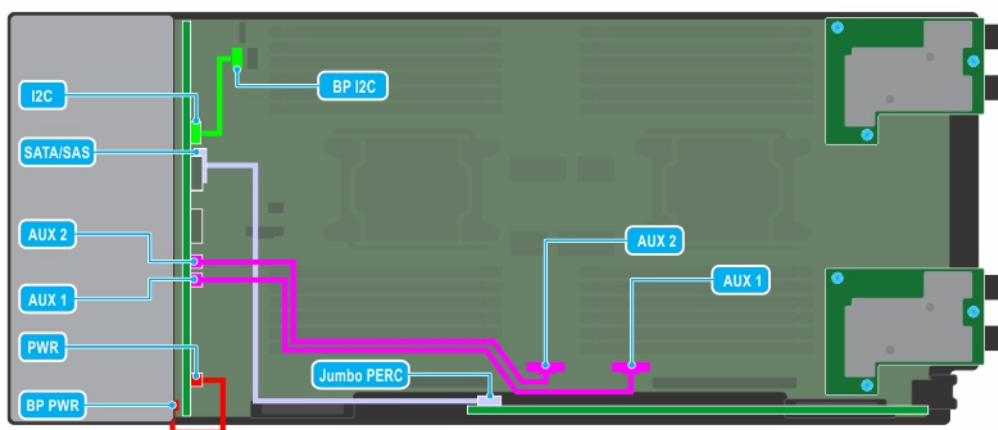 BP I2C
I2C
SATA/SAS
AUX 2
AUX 2
AUX 1
AUX 1
PWR
Jumbo PERC
BP PWR